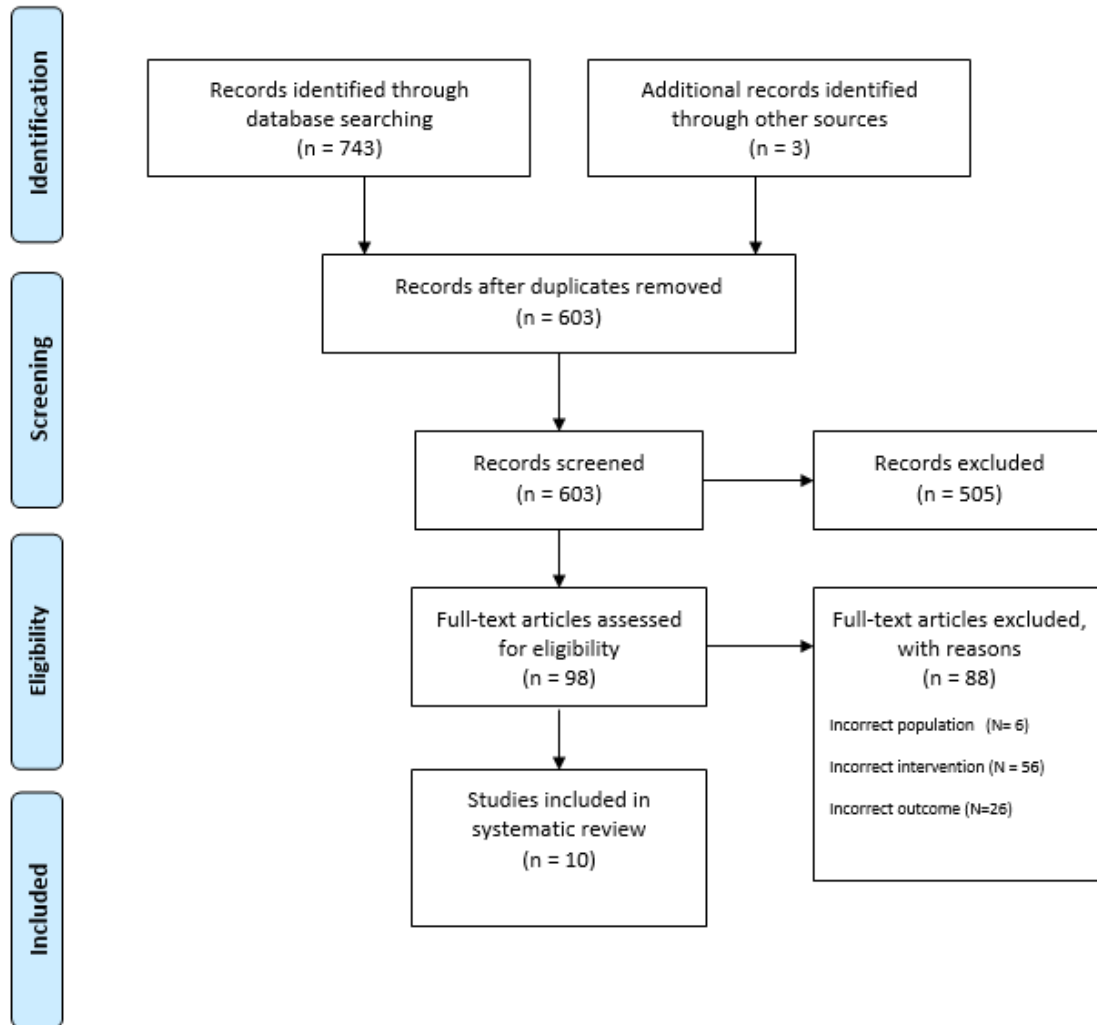 Identification
Records identified through
database searching
(n = 743)
Additional records identified
through other sources
(n = 3)
Screening
Records after duplicates removed
(n = 603)
Records screened
(n = 603)
Records excluded
(n = 505)
Eligibility
Full-text articles assessed
for eligibility
(n = 98)
Full-text articles excluded,
with reasons
(n = 88)
Incorrect population (N= 6)
Incorrect intervention (N = 56)
Incorrect outcome (N=26)
Included
Studies included in
systematic review
(n = 10)